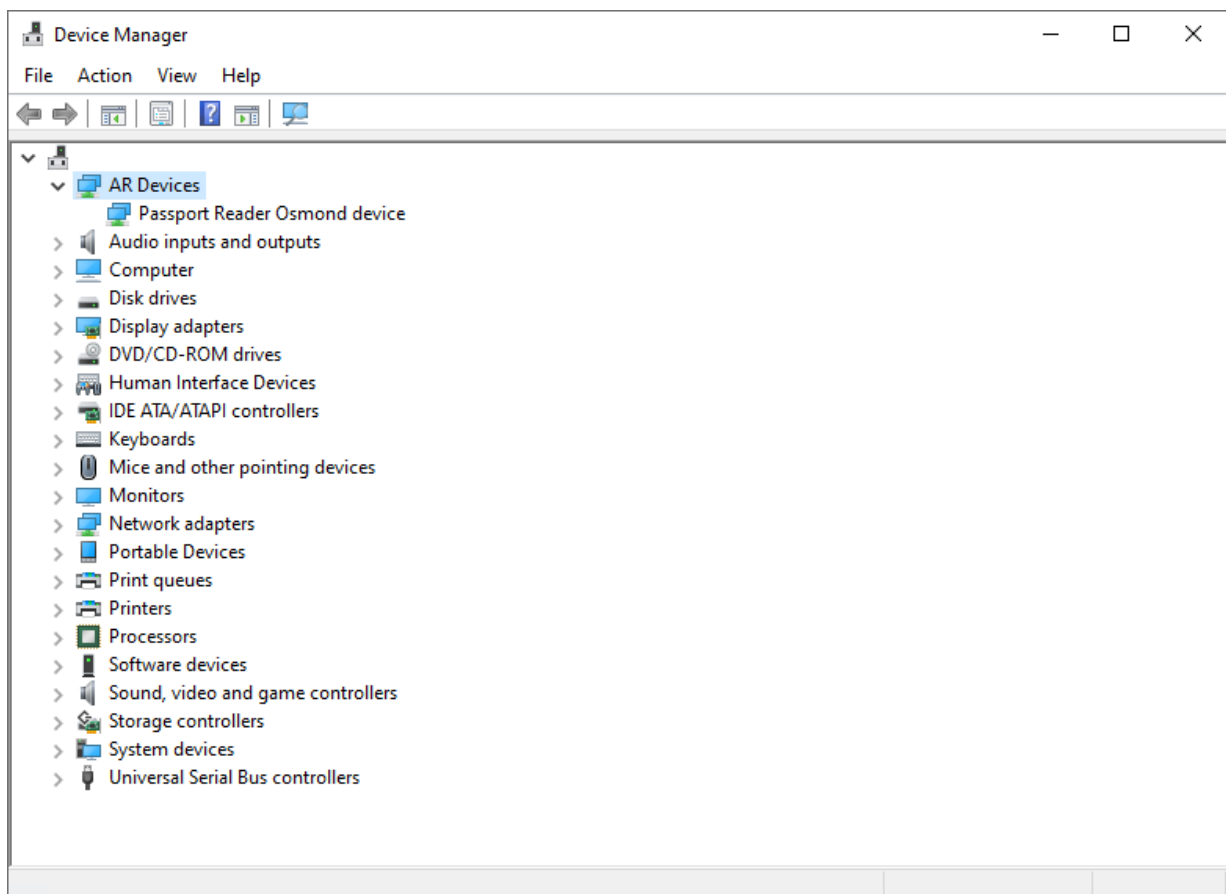 Device Manager
File Action View Help
AR Devices
Passport Reader Osmond device
Audio inputs and outputs
Computer
Disk drives
Display adapters
DVD/CD-ROM drives
Human Interface Devices
IDE ATA/ATAPI controllers
Keyboards
Mice and other pointing devices
Monitors
Network adapters
Portable Devices
Print queues
Printers
Processors
Software devices
Sound, video and game controllers
Storage controllers
System devices
Universal Serial Bus controllers